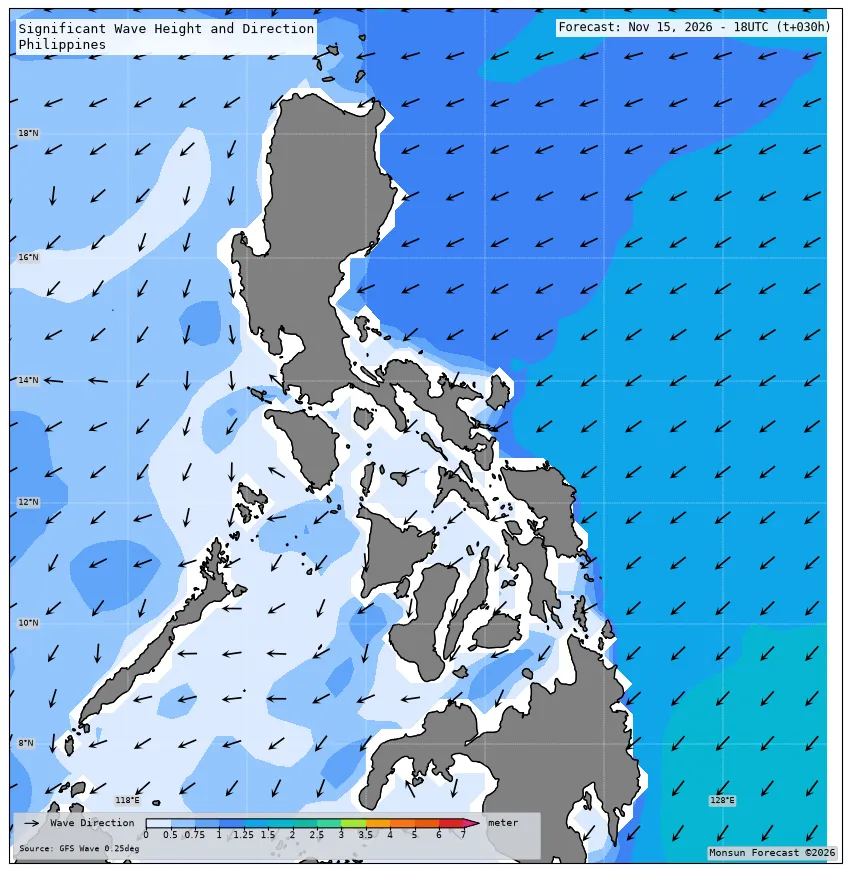 Significant Wave Height and Direction
Philippines
Forecast: Nov 15, 2026 - 18UTC (t+030h)
18°N
16°N
14°N
12°N
10°N
8°N
118°E
128°E
Wave Direction
0 0.5 0.75 1 1.25 1.5 2 2.5 3 3.5 4 5 6 7
meter
Source: GFS Wave 0.25deg
Monsun Forecast ©2026